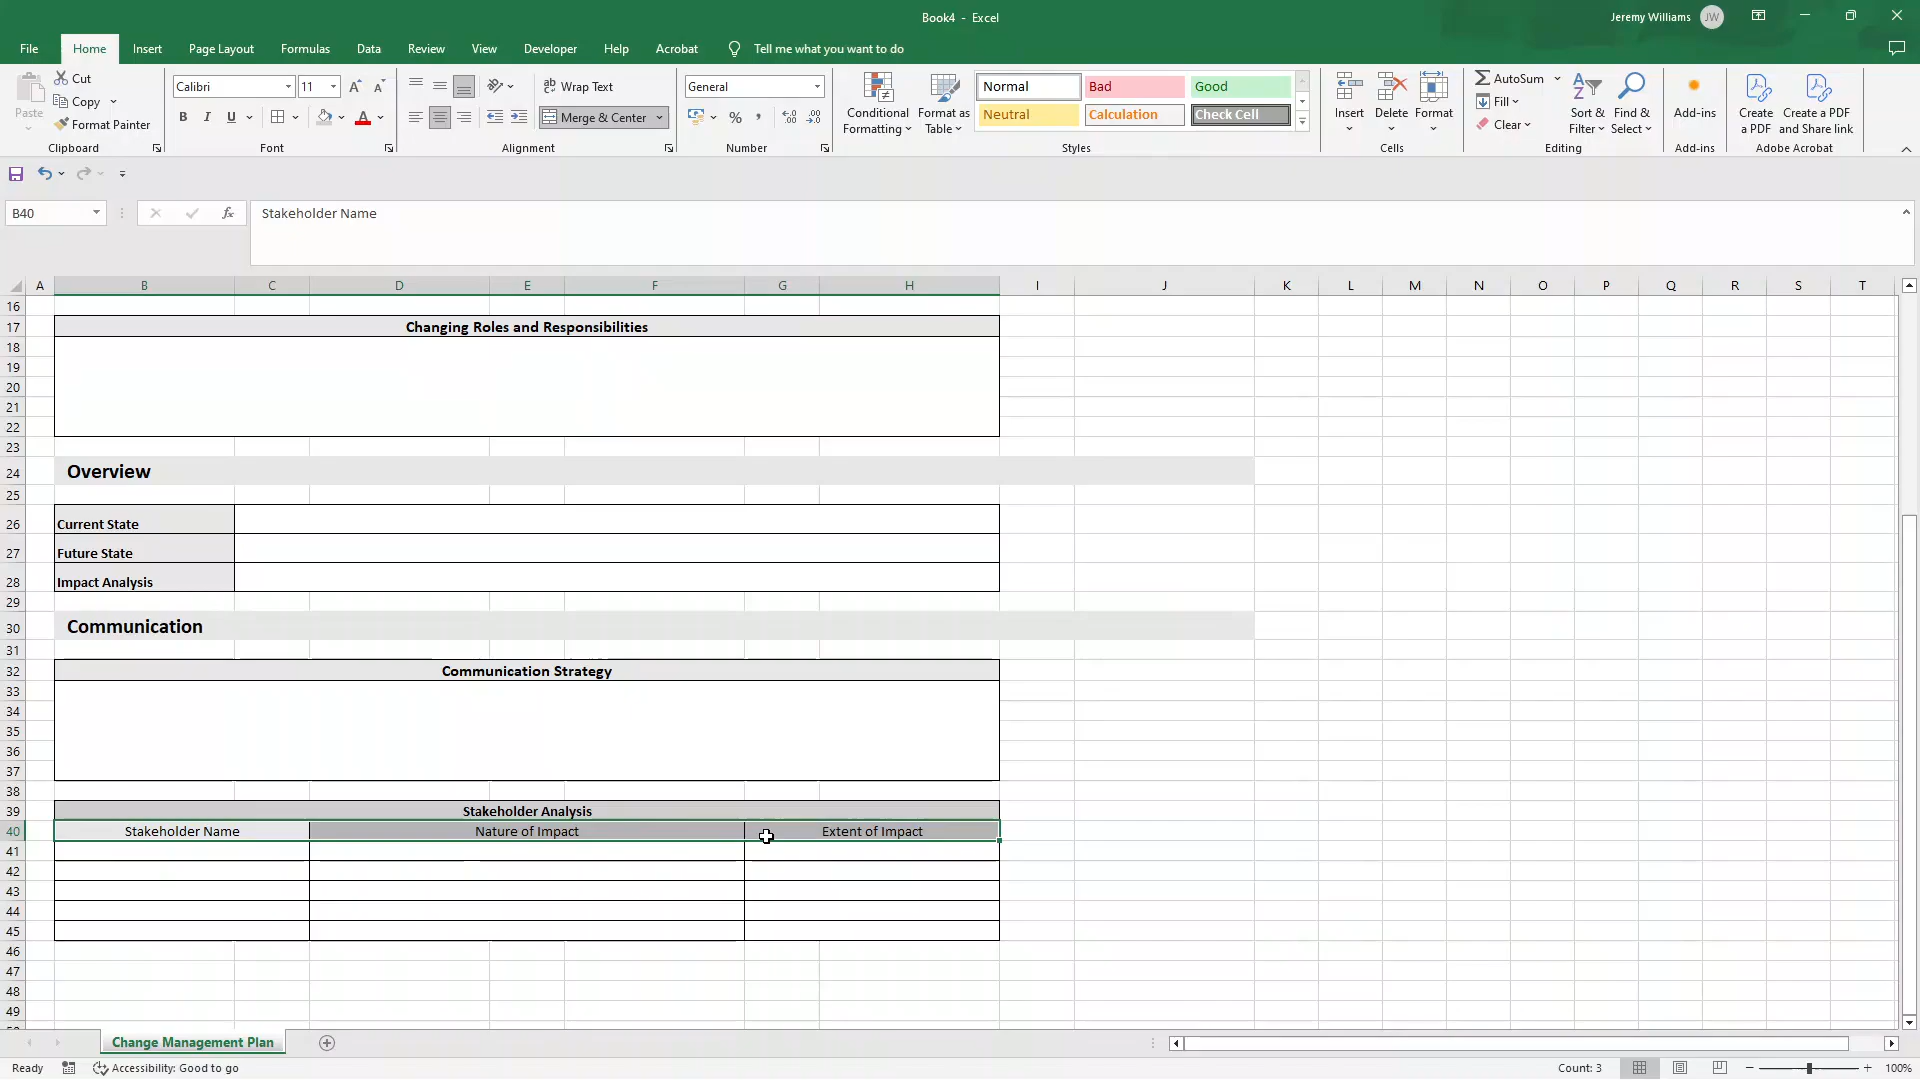 Book4 - Excel
Jeremy Williams JW
File Home Insert Page Layout Formulas Data Review View Developer Help Acrobat Tell me what you want to do
Paste
Cut
Copy
Format Painter
Clipboard
Calibri 11
B I U
Font
Wrap Text
Merge & Center
Alignment
General
Number
Conditional Formatting
Format as Table
Normal Bad Good
Neutral Calculation Check Cell
Styles
Insert Delete Format
Cells
AutoSum
Fill
Clear
Sort & Filter
Find & Select
Editing
Add-ins
Add-ins
Create a PDF
Create a PDF and Share link
Adobe Acrobat
B40 fx Stakeholder Name
A B C D E F G H I J K L M N O P Q R S T
16
17 Changing Roles and Responsibilities
18
19
20
21
22
23
24 Overview
25
26 Current State
27 Future State
28 Impact Analysis
29
30 Communication
31
32 Communication Strategy
33
34
35
36
37
38
39 Stakeholder Analysis
40 Stakeholder Name Nature of Impact Extent of Impact
41
42
43
44
45
46
47
48
49
Change Management Plan
Ready Accessibility: Good to go Count: 3 100%